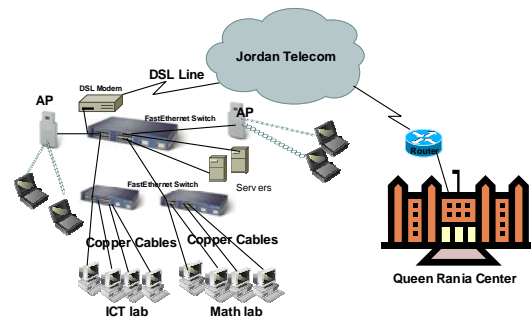 Jordan Telecom
DSL Line
DSL Modem
AP
FastEthernet Switch
AP
Router
Servers
FastEthernet Switch
Copper Cables
Copper Cables
ICT lab
Math lab
Queen Rania Center